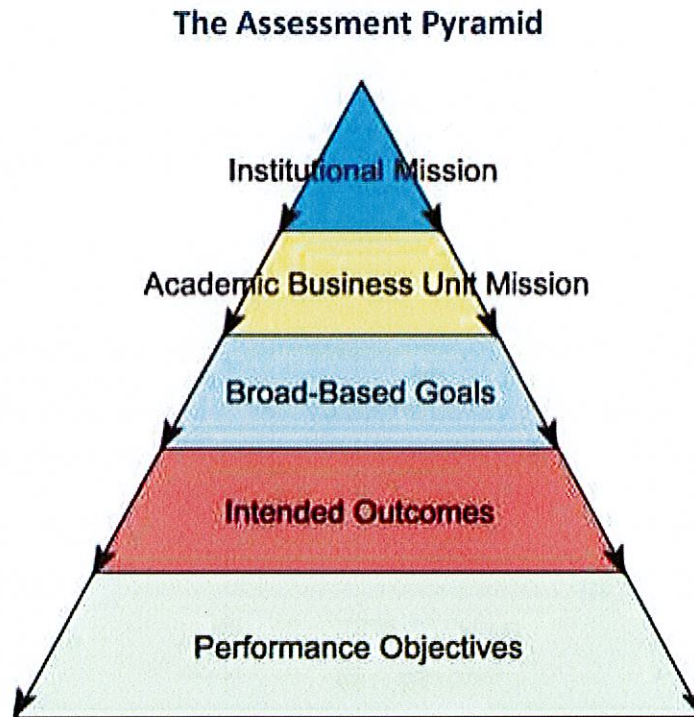 The Assessment Pyramid
Institutional Mission
Academic Business Unit Mission
Broad-Based Goals
Intended Outcomes
Performance Objectives